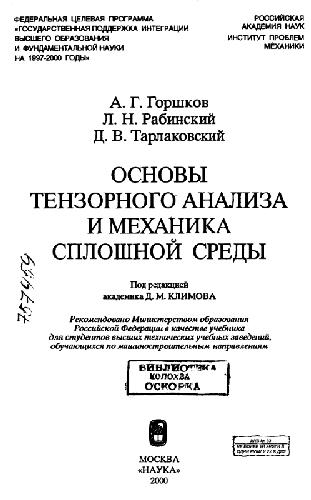 ФЕДЕРАЛЬНАЯ ЦЕЛЕВАЯ ПРОГРАММА
«ГОСУДАРСТВЕННАЯ ПОДДЕРЖКА ИНТЕГРАЦИИ
ВЫСШЕГО ОБРАЗОВАНИЯ
И ФУНДАМЕНТАЛЬНОЙ НАУКИ
НА 1997-2000 ГОДЫ»
РОССИЙСКАЯ
АКАДЕМИЯ НАУК
ИНСТИТУТ ПРОБЛЕМ
МЕХАНИКИ
А. Г. Горшков
Л. Н. Рабинский
Д. В. Тарлаковский
ОСНОВЫ
ТЕНЗОРНОГО АНАЛИЗА
И МЕХАНИКА
СПЛОШНОЙ СРЕДЫ
Под редакцией
академика Д. М. КЛИМОВА
Рекомендовано Министерством образования
Российской Федерации в качестве учебника
для студентов высших технических учебных заведений,
обучающихся по машиностроительным направлениям
757459
БИБЛИОТЕКА
МОСКВА
«НАУКА»
2000